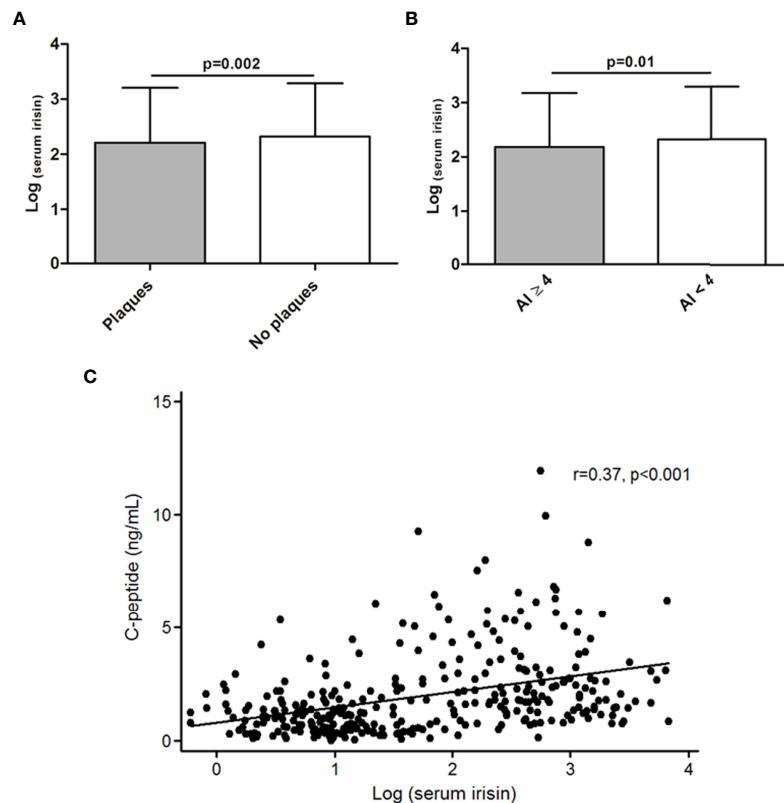 A
Log (serum irisin)
4
3
2
1
0
p=0.002
Plaques
No plaques
B
Log (serum irisin)
4
3
2
1
0
p=0.01
AI ≥ 4
AI < 4
C
C-peptide (ng/mL)
15
10
5
0
r=0.37, p<0.001
0 1 2 3 4
Log (serum irisin)